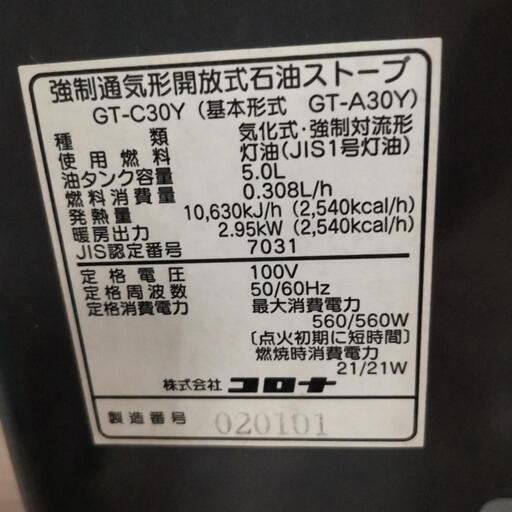 強制通気形開放式石油ストーブ
GT-C30Y (基本形式 GT-A30Y)
種類 気化式・強制対流形
使用燃料 灯油(JIS1号灯油)
油タンク容量 5.0L
燃料消費量 0.308L/h
発熱量 10,630kJ/h (2,540kcal/h)
暖房出力 2.95kW (2,540kcal/h)
JIS認定番号 7031
定格電圧 100V
定格周波数 50/60Hz
定格消費電力 最大消費電力
560/560W
〔点火初期に短時間〕
燃焼時消費電力
21/21W
株式会社 コロナ
製造番号 020101